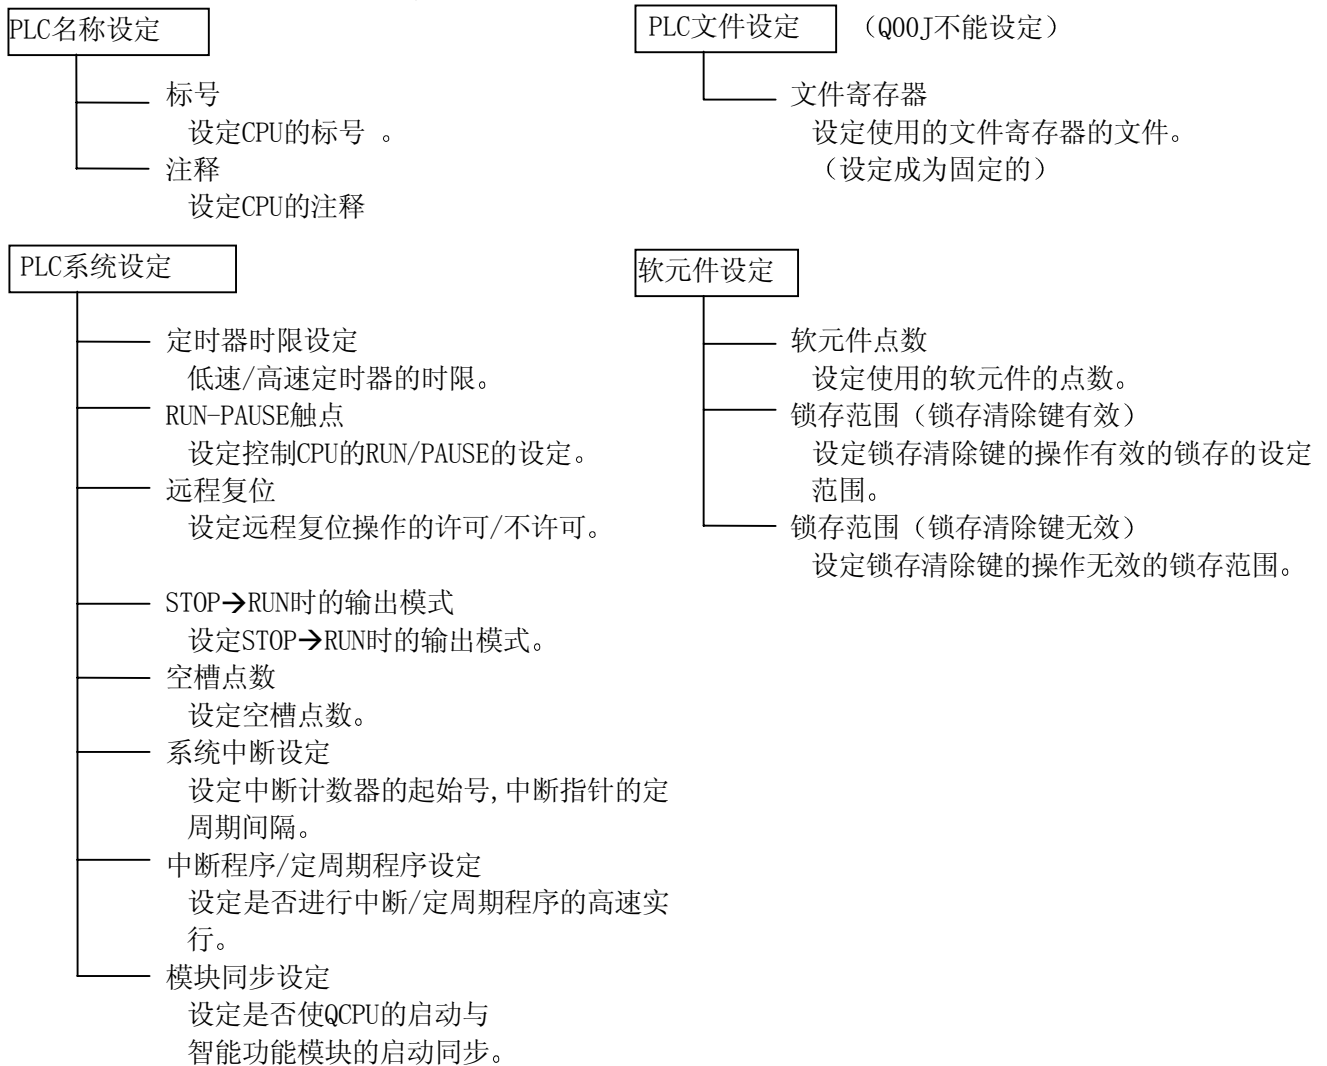 PLC名称设定
标号
设定CPU的标号 。
注释
设定CPU的注释
PLC系统设定
定时器时限设定
低速/高速定时器的时限。
RUN-PAUSE触点
设定控制CPU的RUN/PAUSE的设定。
远程复位
设定远程复位操作的许可/不许可。
STOP→RUN时的输出模式
设定STOP→RUN时的输出模式。
空槽点数
设定空槽点数。
系统中断设定
设定中断计数器的起始号,中断指针的定
周期间隔。
中断程序/定周期程序设定
设定是否进行中断/定周期程序的高速实
行。
模块同步设定
设定是否使QCPU的启动与
智能功能模块的启动同步。
PLC文件设定 （Q00J不能设定）
文件寄存器
设定使用的文件寄存器的文件。
（设定成为固定的）
软元件设定
软元件点数
设定使用的软元件的点数。
锁存范围（锁存清除键有效）
设定锁存清除键的操作有效的锁存的设定
范围。
锁存范围（锁存清除键无效）
设定锁存清除键的操作无效的锁存范围。